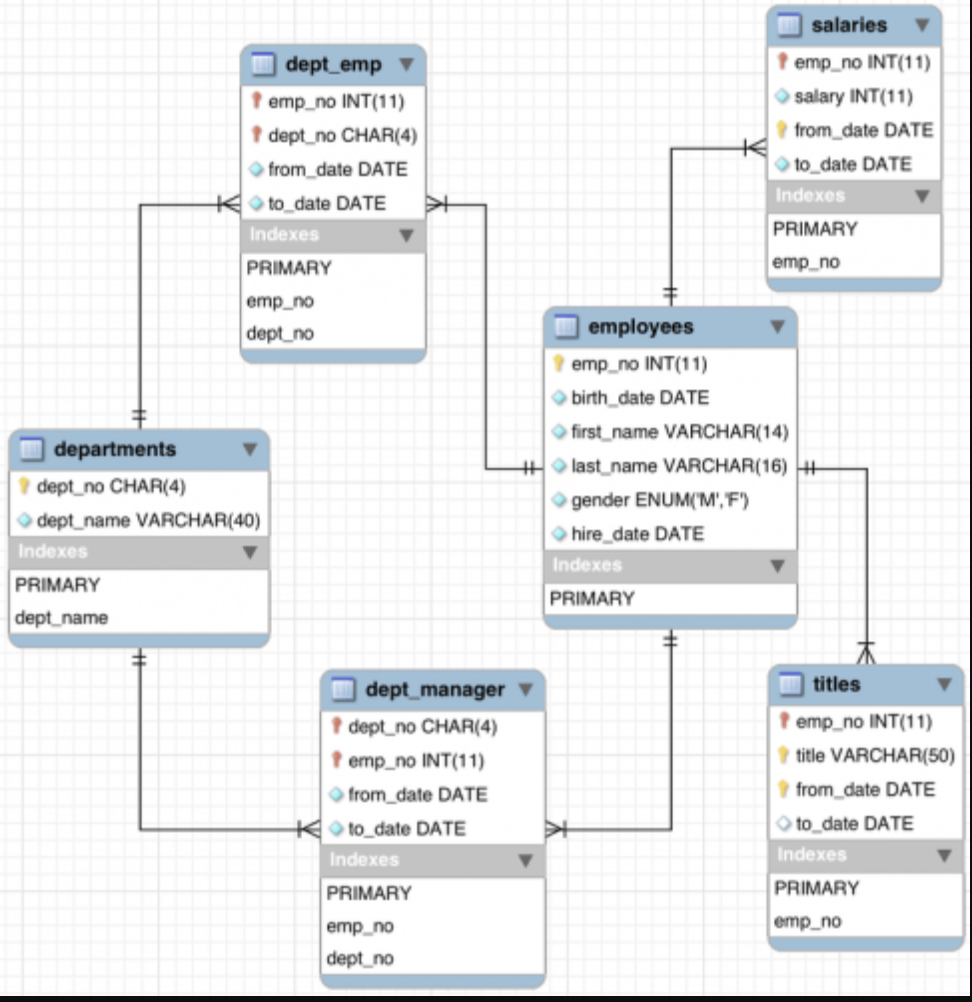 dept_emp
emp_no INT(11)
dept_no CHAR(4)
from_date DATE
to_date DATE
Indexes
PRIMARY
emp_no
dept_no
salaries
emp_no INT(11)
salary INT(11)
from_date DATE
to_date DATE
Indexes
PRIMARY
emp_no
departments
dept_no CHAR(4)
dept_name VARCHAR(40)
Indexes
PRIMARY
dept_name
employees
emp_no INT(11)
birth_date DATE
first_name VARCHAR(14)
last_name VARCHAR(16)
gender ENUM('M','F')
hire_date DATE
Indexes
PRIMARY
dept_manager
dept_no CHAR(4)
emp_no INT(11)
from_date DATE
to_date DATE
Indexes
PRIMARY
emp_no
dept_no
titles
emp_no INT(11)
title VARCHAR(50)
from_date DATE
to_date DATE
Indexes
PRIMARY
emp_no